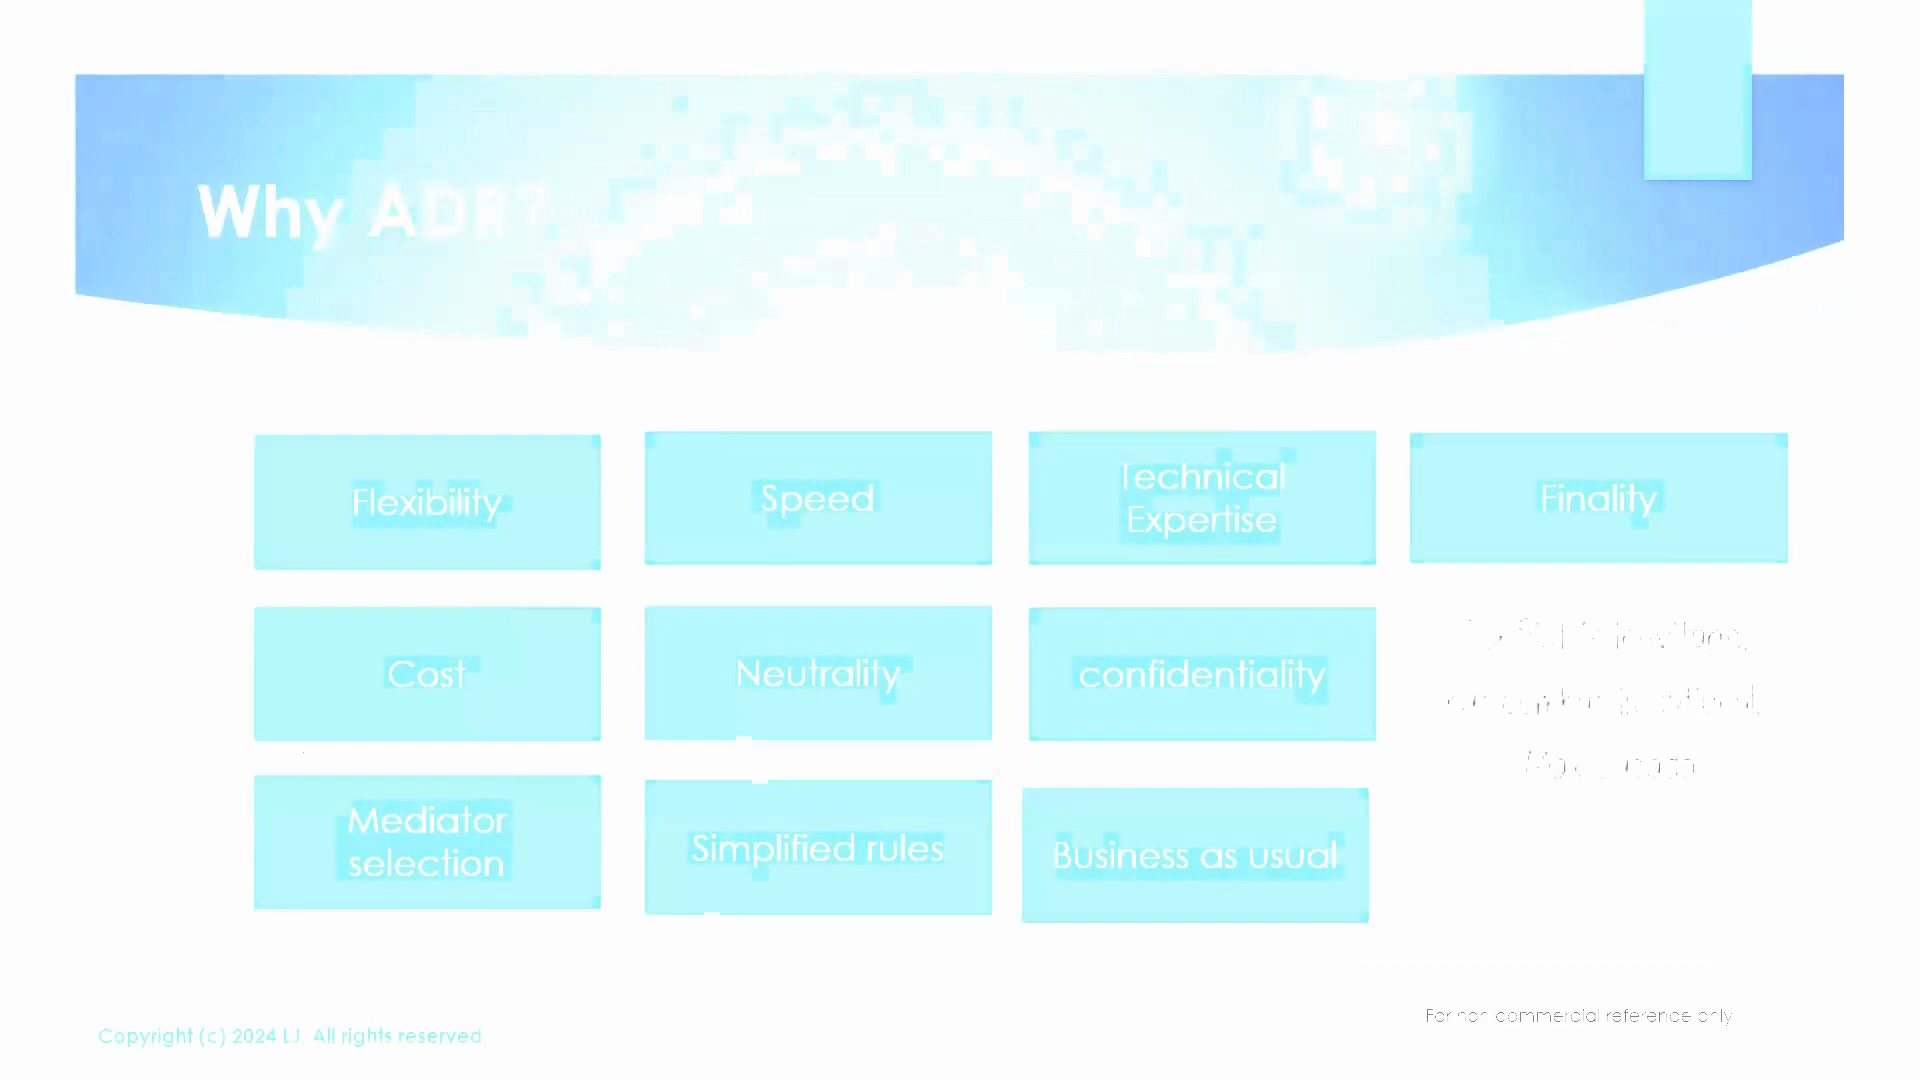 Why ADR?
Flexibility
Speed
Technical
Expertise
Finality
Cost
Neutrality
confidentiality
Mediator
selection
Simplified rules
Business as usual
Copyright (c) 2024 LJ. All rights reserved
For non commercial reference only